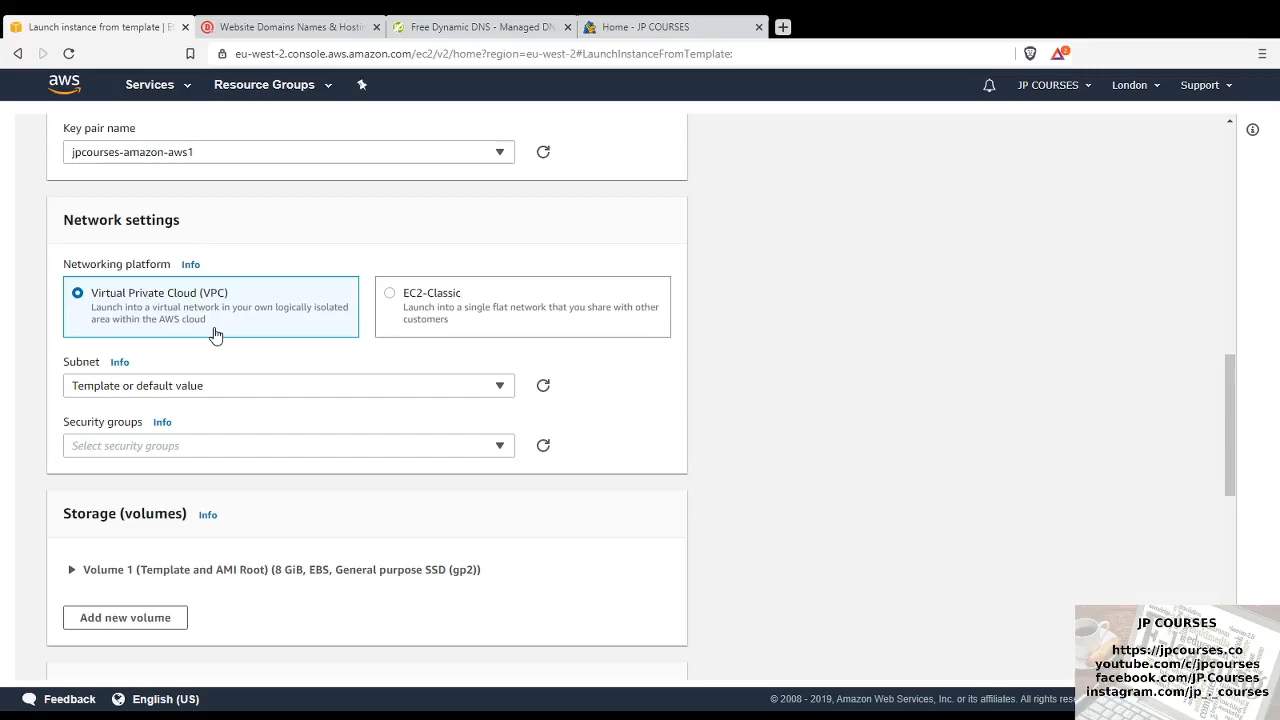 Launch instance from template | E
Website Domains Names & Hostin
Free Dynamic DNS - Managed DN
Home - JP COURSES
eu-west-2.console.aws.amazon.com/ec2/v2/home?region=eu-west-2#LaunchInstanceFromTemplate:
2
aws Services Resource Groups JP COURSES London Support
Key pair name
jpcourses-amazon-aws1
Network settings
Networking platform Info
Virtual Private Cloud (VPC)
Launch into a virtual network in your own logically isolated
area within the AWS cloud
EC2-Classic
Launch into a single flat network that you share with other
customers
Subnet Info
Template or default value
Security groups Info
Select security groups
Storage (volumes) Info
Volume 1 (Template and AMI Root) (8 GiB, EBS, General purpose SSD (gp2))
Add new volume
JP COURSES
https://jpcourses.co
youtube.com/c/jpcourses
facebook.com/JP.Courses
instagram.com/jp_._courses
Feedback English (US)
© 2008 - 2019, Amazon Web Services, Inc. or its affiliates. All rights rese